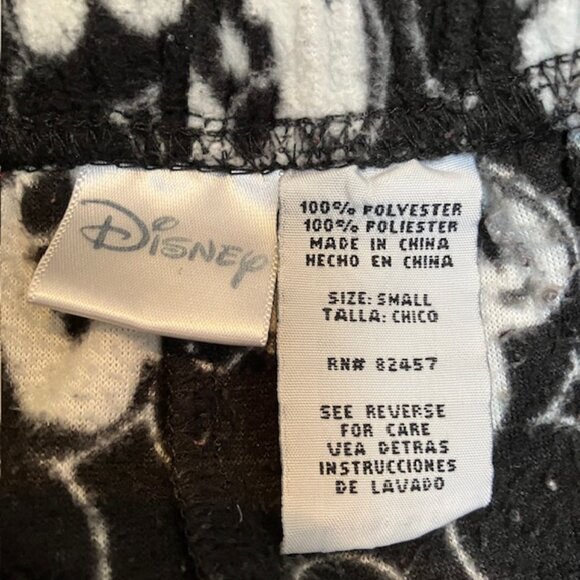 Disney
100% POLYESTER
100% POLIESTER
MADE IN CHINA
HECHO EN CHINA
SIZE: SMALL
TALLA: CHICO
RN# 82457
SEE REVERSE
FOR CARE
VEA DETRAS
INSTRUCCIONES
DE LAVADO